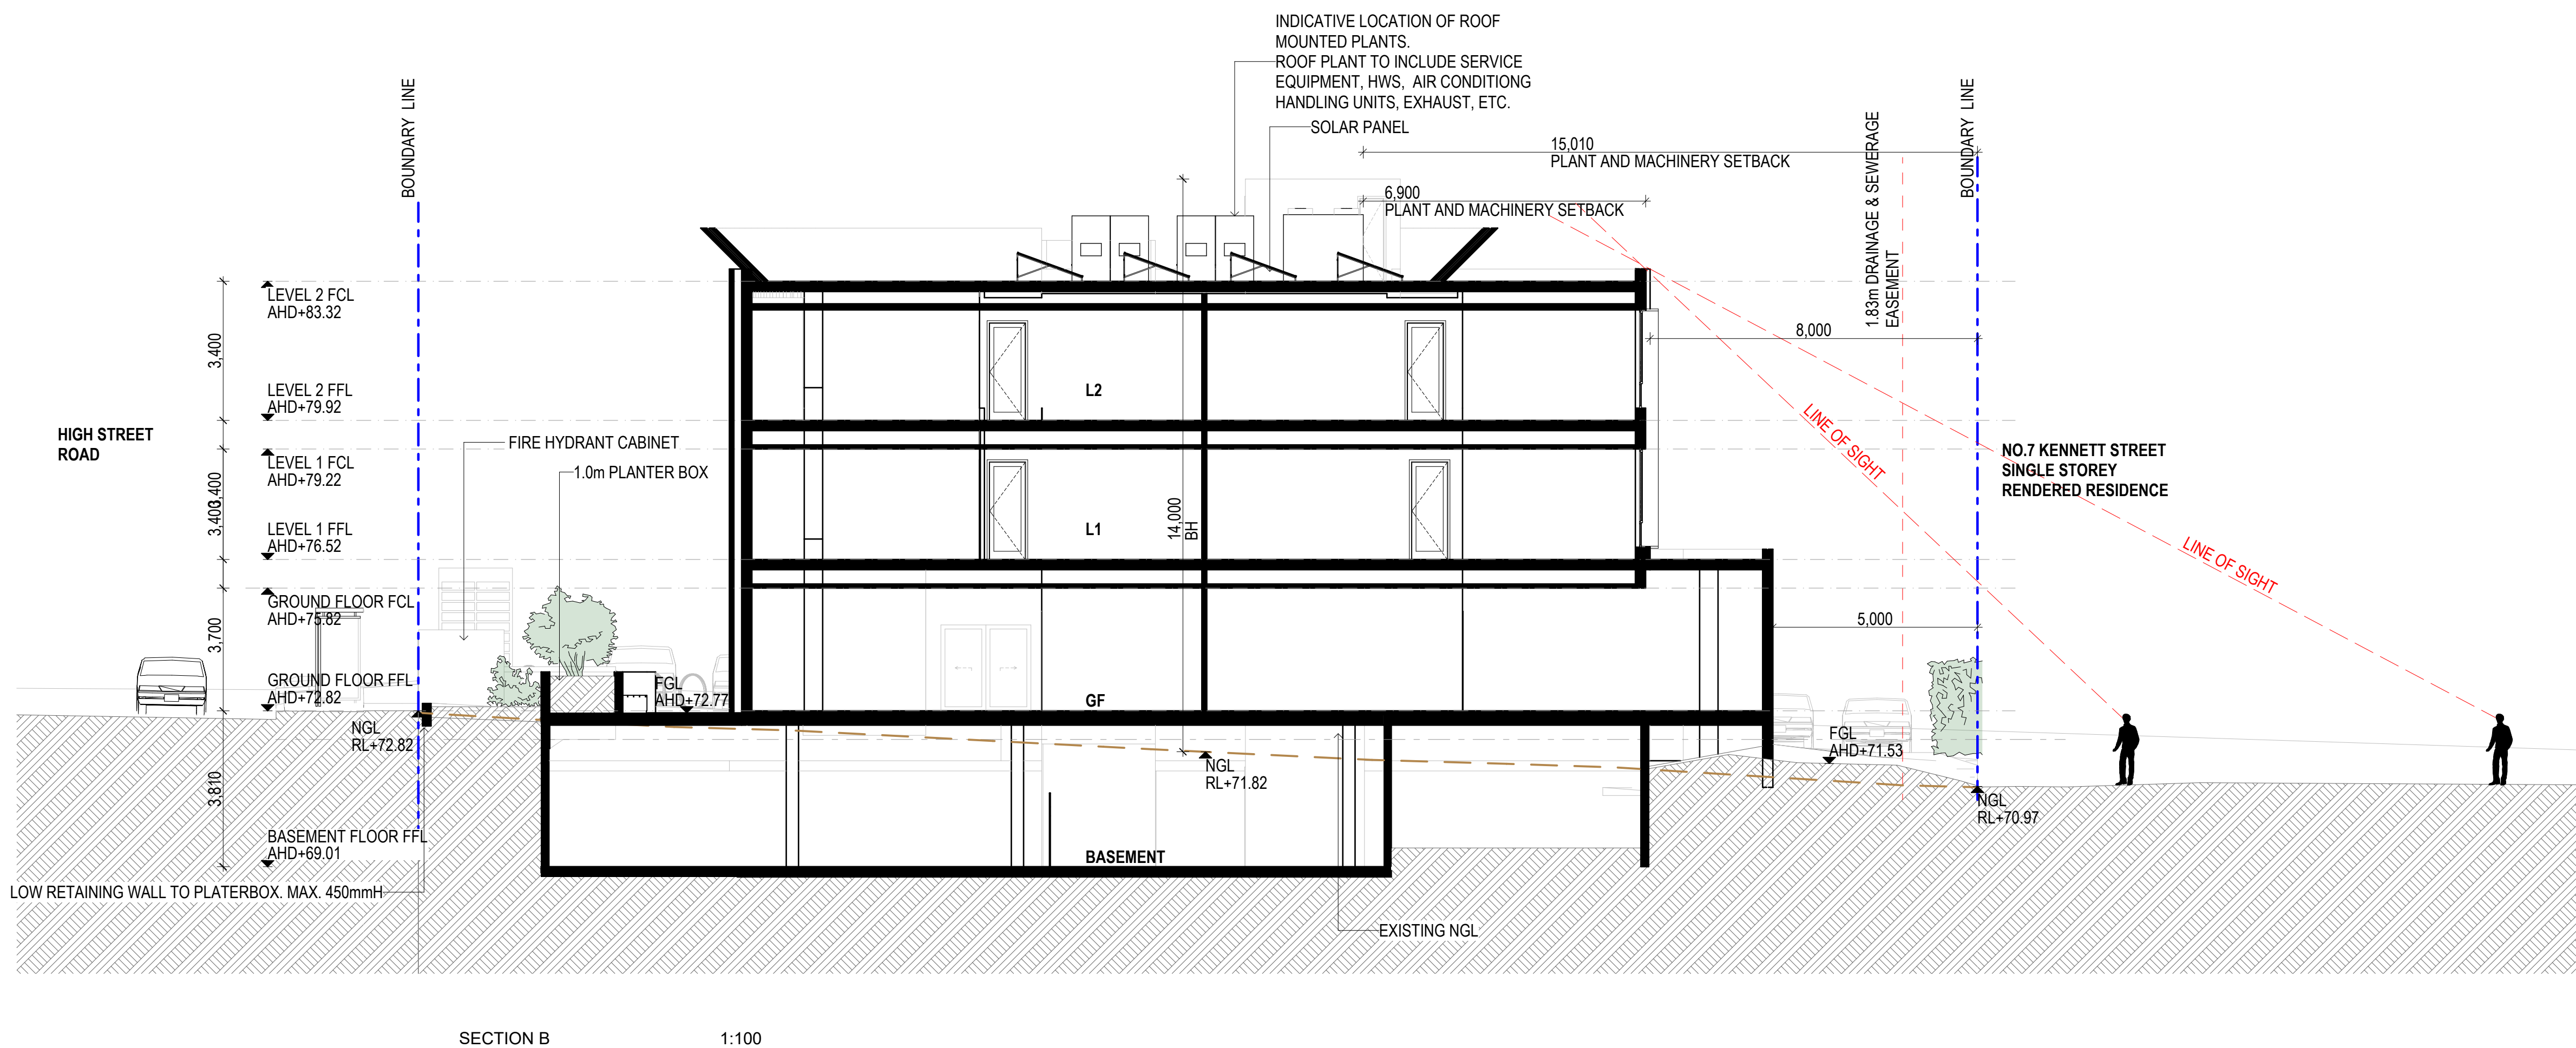 INDICATIVE LOCATION OF ROOF
MOUNTED PLANTS.
ROOF PLANT TO INCLUDE SERVICE
EQUIPMENT, HWS, AIR CONDITIONG
HANDLING UNITS, EXHAUST, ETC.
SOLAR PANEL
BOUNDARY LINE
15,010
PLANT AND MACHINERY SETBACK
6,900
PLANT AND MACHINERY SETBACK
1.83m DRAINAGE & SEWERAGE
EASEMENT
BOUNDARY LINE
LEVEL 2 FCL
AHD+83.32
3,400
8,000
LEVEL 2 FFL
AHD+79.92
L2
HIGH STREET
ROAD
FIRE HYDRANT CABINET
1.0m PLANTER BOX
LINE OF SIGHT
NO.7 KENNETT STREET
SINGLE STOREY
RENDERED RESIDENCE
LEVEL 1 FCL
AHD+79.22
3,400
3,400
LEVEL 1 FFL
AHD+76.52
L1
14,000
BH
LINE OF SIGHT
GROUND FLOOR FCL
AHD+75.82
3,700
5,000
GROUND FLOOR FFL
AHD+72.82
FGL
AHD+72.77
GF
NGL
RL+72.82
FGL
AHD+71.53
NGL
RL+71.82
3,810
NGL
RL+70.97
BASEMENT FLOOR FFL
AHD+69.01
BASEMENT
LOW RETAINING WALL TO PLATERBOX. MAX. 450mmH
EXISTING NGL
SECTION B
1:100